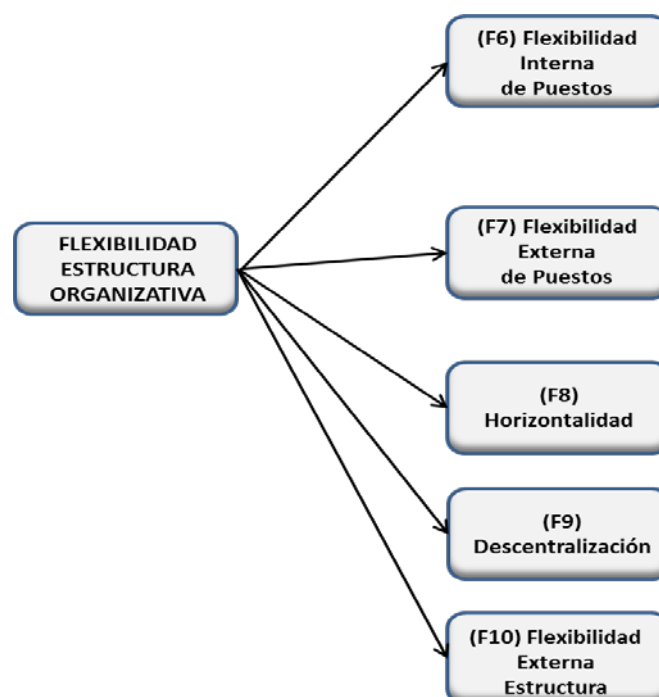 (F6) Flexibilidad
Interna
de Puestos
(F7) Flexibilidad
Externa
de Puestos
FLEXIBILIDAD
ESTRUCTURA
ORGANIZATIVA
(F8)
Horizontalidad
(F9)
Descentralización
(F10) Flexibilidad
Externa
Estructura